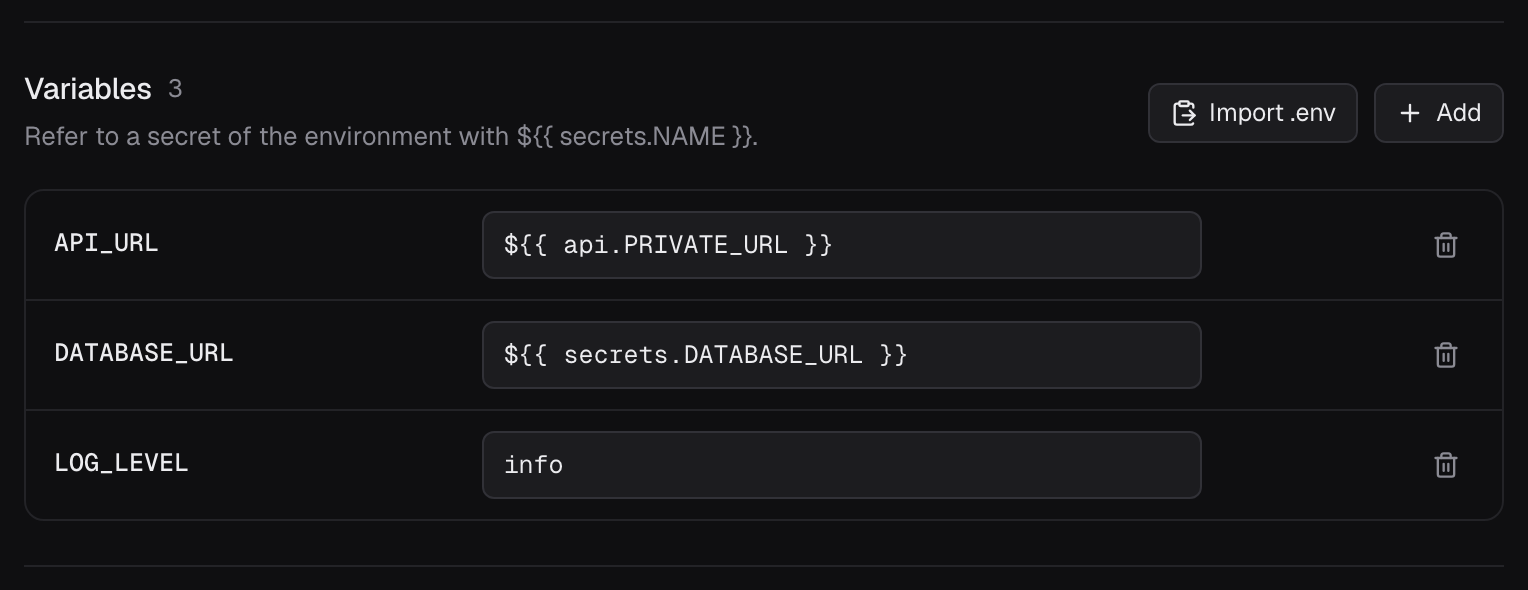 Variables 3
Refer to a secret of the environment with ${{ secrets.NAME }}.
Import .env
Add
API_URL ${{ api.PRIVATE_URL }}
DATABASE_URL ${{ secrets.DATABASE_URL }}
LOG_LEVEL info